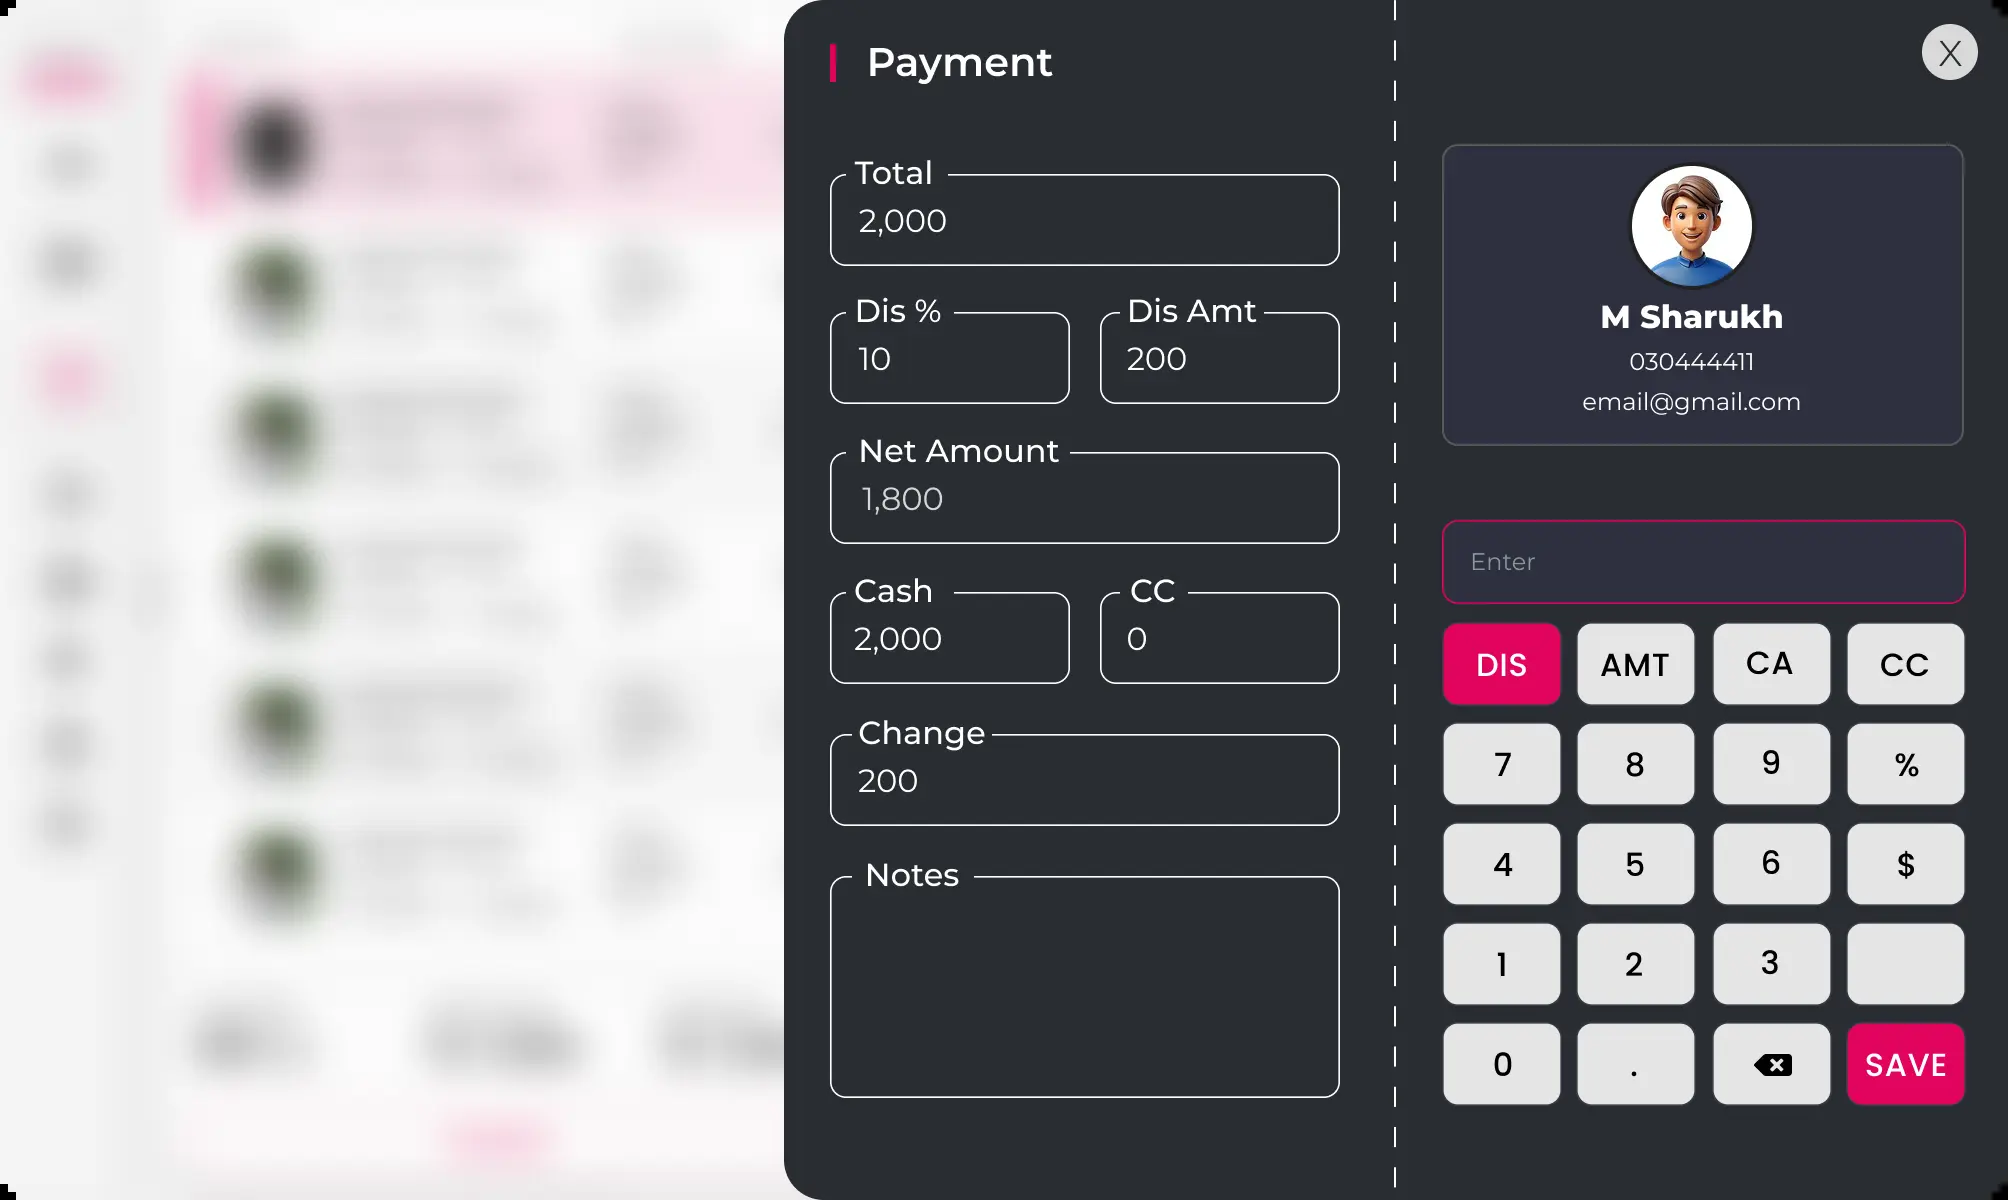 Payment
X
Total
2,000
Dis %
10
Dis Amt
200
Net Amount
1,800
Cash
2,000
CC
0
Change
200
Notes
M Sharukh
030444411
email@gmail.com
Enter
DIS AMT CA CC
7 8 9 %
4 5 6 $
1 2 3
0 . SAVE